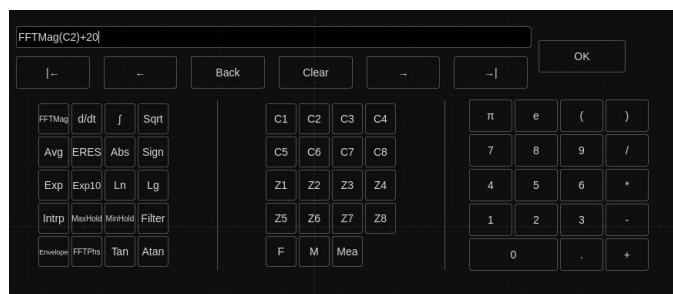 FFTMag(C2)+20
OK
|← ← Back Clear → →|
FFTMag d/dt ∫ Sqrt C1 C2 C3 C4 π e ( )
Avg ERES Abs Sign C5 C6 C7 C8 7 8 9 /
Exp Exp10 Ln Lg Z1 Z2 Z3 Z4 4 5 6 *
Intrp MaxHold MinHold Filter Z5 Z6 Z7 Z8 1 2 3 -
Envelope FFTPhs Tan Atan F M Mea 0 . +